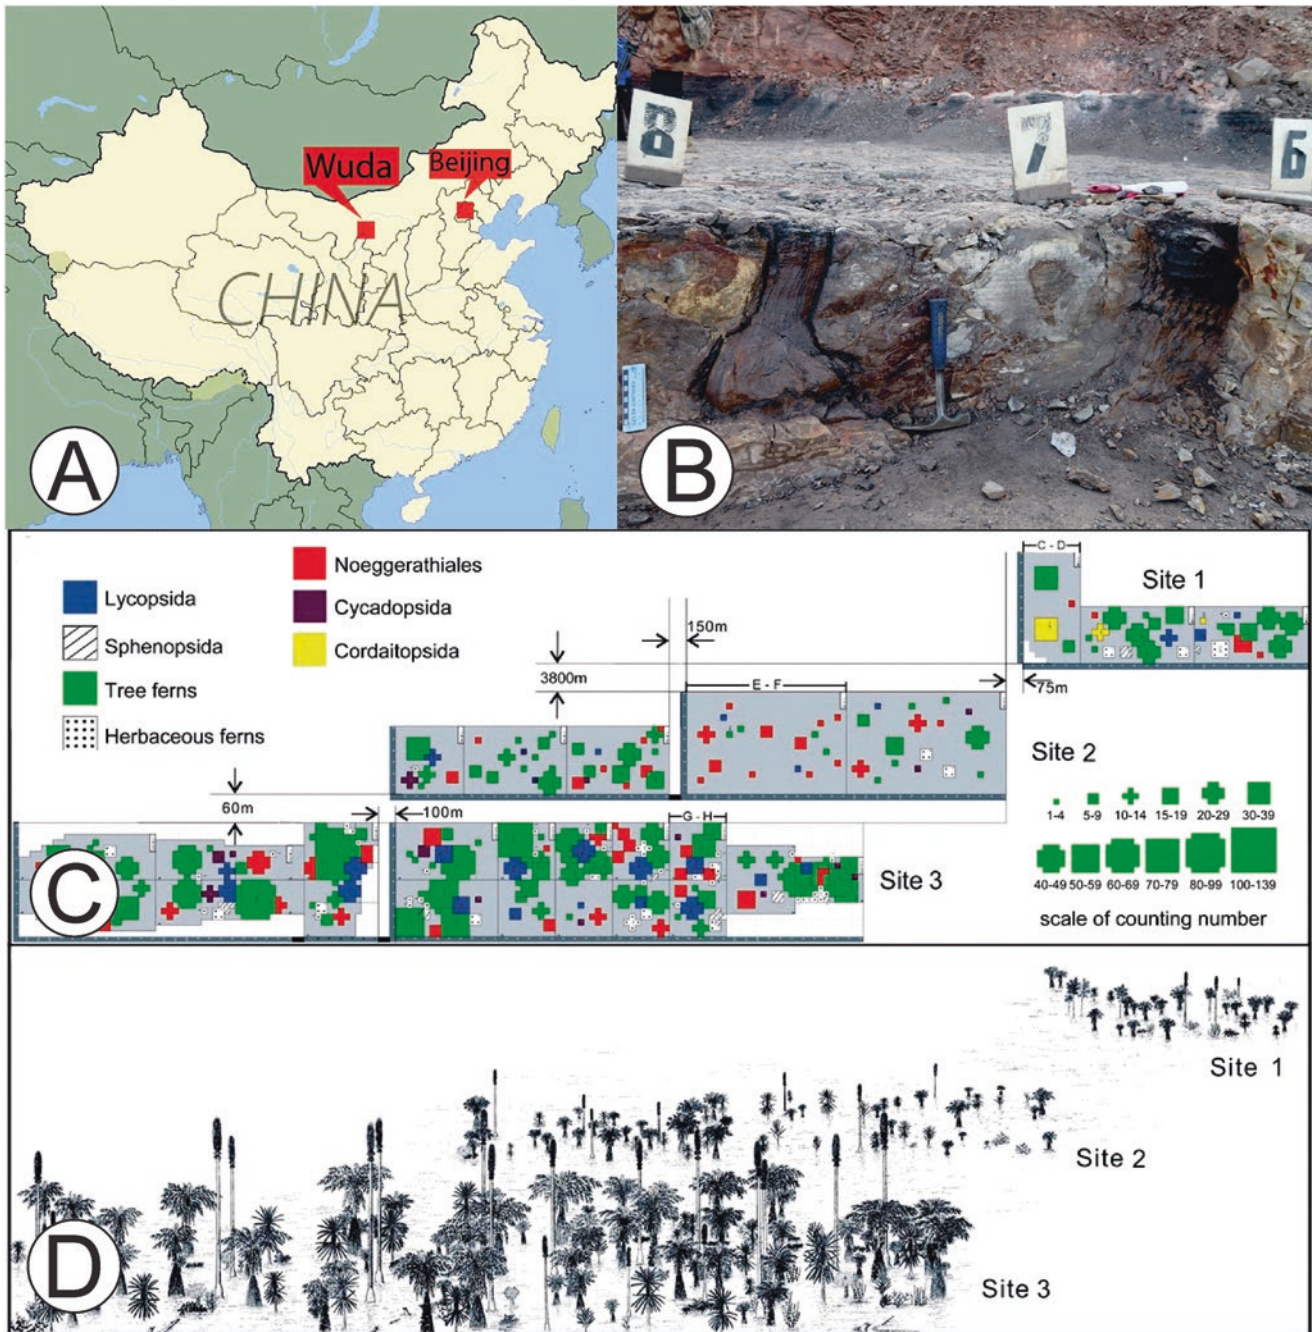 Wuda
Beijing
CHINA
A
8
7
6
B
Lycopsida
Sphenopsida
Tree ferns
Herbaceous ferns
Noeggerathiales
Cycadopsida
Cordaitopsida
C - D
Site 1
150m
3800m
75m
E - F
Site 2
60m
100m
G - H
Site 3
1-4 5-9 10-14 15-19 20-29 30-39
40-49 50-59 60-69 70-79 80-99 100-139
scale of counting number
C
Site 1
Site 2
Site 3
D